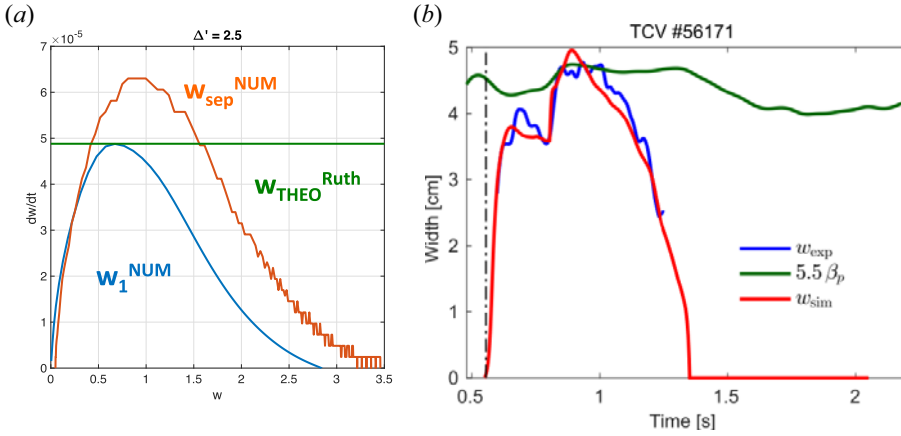 (a)
Δ' = 2.5
7 ×10⁻⁵
6
5
4
3
2
1
0
dw/dt
w_sep^NUM
w_THEO^Ruth
w_1^NUM
0 0.5 1 1.5 2 2.5 3 3.5
w
(b)
TCV #56171
5
4
3
2
1
0
Width [cm]
w_exp
5.5 β_p
w_sim
0.5 1 1.5 2
Time [s]